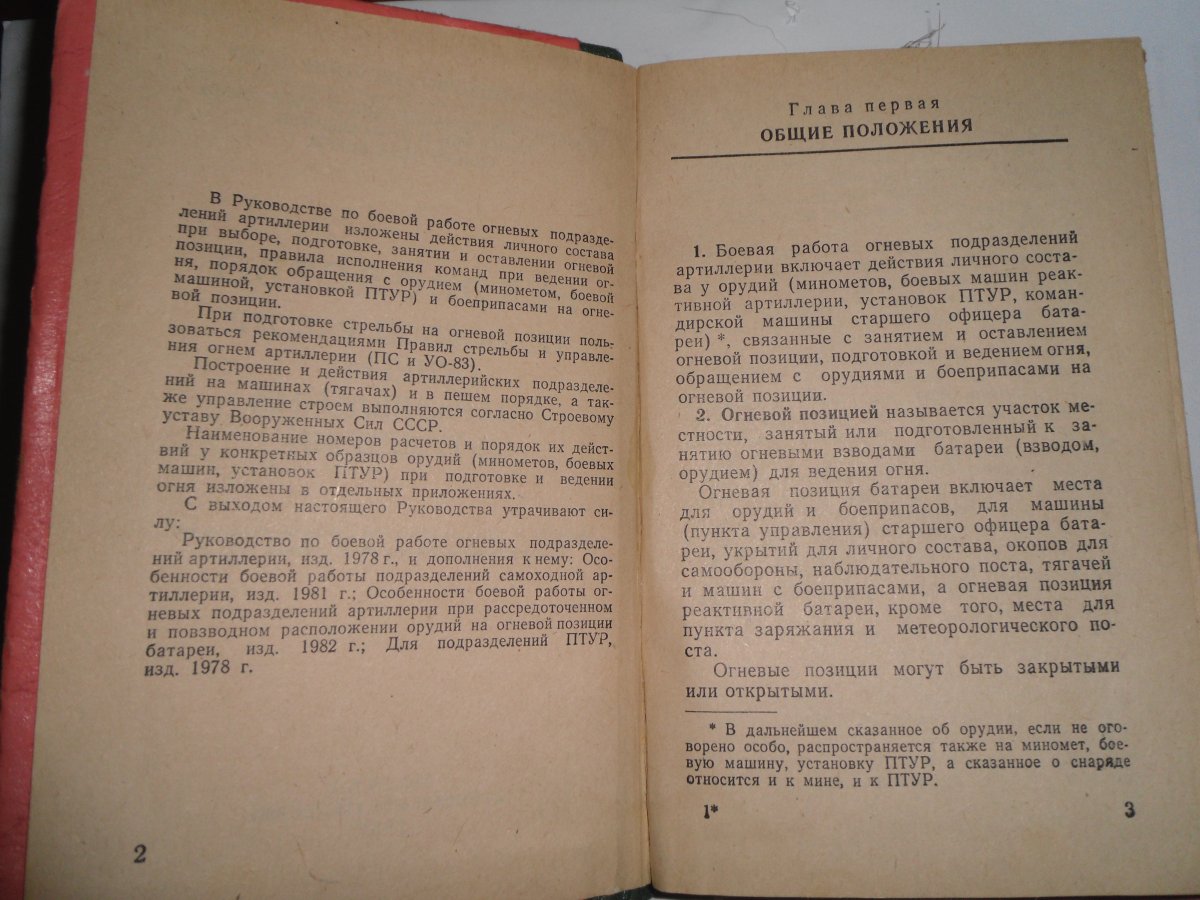 В Руководстве по боевой работе огневых подразде-
лений артиллерии изложены действия личного состава
при выборе, подготовке, занятии и оставлении огневой
позиции, правила исполнения команд при ведении ог-
ня, порядок обращения с орудием (минометом, боевой
машиной, установкой ПТУР) и боеприпасами на огне-
вой позиции.
При подготовке стрельбы на огневой позиции поль-
зоваться рекомендациями Правил стрельбы и управле-
ния огнем артиллерии (ПС и УО-83).
Построение и действия артиллерийских подразделе-
ний на машинах (тягачах) и в пешем порядке, а так-
же управление строем выполняются согласно Строевому
уставу Вооруженных Сил СССР.
Наименование номеров расчетов и порядок их дейст-
вий у конкретных образцов орудий (минометов, боевых
машин, установок ПТУР) при подготовке и ведении
огня изложены в отдельных приложениях.
С выходом настоящего Руководства утрачивают си-
лу:
Руководство по боевой работе огневых подразделе-
ний артиллерии, изд. 1978 г., и дополнения к нему: Осо-
бенности боевой работы подразделений самоходной ар-
тиллерии, изд. 1981 г.; Особенности боевой работы ог-
невых подразделений артиллерии при рассредоточенном
и повзводном расположении орудий на огневой позиции
батареи, изд. 1982 г.; Для подразделений ПТУР,
изд. 1978 г.
2
Глава первая
ОБЩИЕ ПОЛОЖЕНИЯ
1. Боевая работа огневых подразделений
артиллерии включает действия личного соста-
ва у орудий (минометов, боевых машин реак-
тивной артиллерии, установок ПТУР, коман-
дирской машины старшего офицера бата-
реи) *, связанные с занятием и оставлением
огневой позиции, подготовкой и ведением огня,
обращением с орудиями и боеприпасами на
огневой позиции.
2. Огневой позицией называется участок ме-
стности, занятый или подготовленный к за-
нятию огневыми взводами батареи (взводом,
орудием) для ведения огня.
Огневая позиция батареи включает места
для орудий и боеприпасов, для машины
(пункта управления) старшего офицера бата-
реи, укрытий для личного состава, окопов для
самообороны, наблюдательного поста, тягачей
и машин с боеприпасами, а огневая позиция
реактивной батареи, кроме того, места для
пункта заряжания и метеорологического по-
ста.
Огневые позиции могут быть закрытыми
или открытыми.
* В дальнейшем сказанное об орудии, если не ого-
ворено особо, распространяется также на миномет, бое-
вую машину, установку ПТУР, а сказанное о снаряде
относится и к мине, и к ПТУР.
1*
3